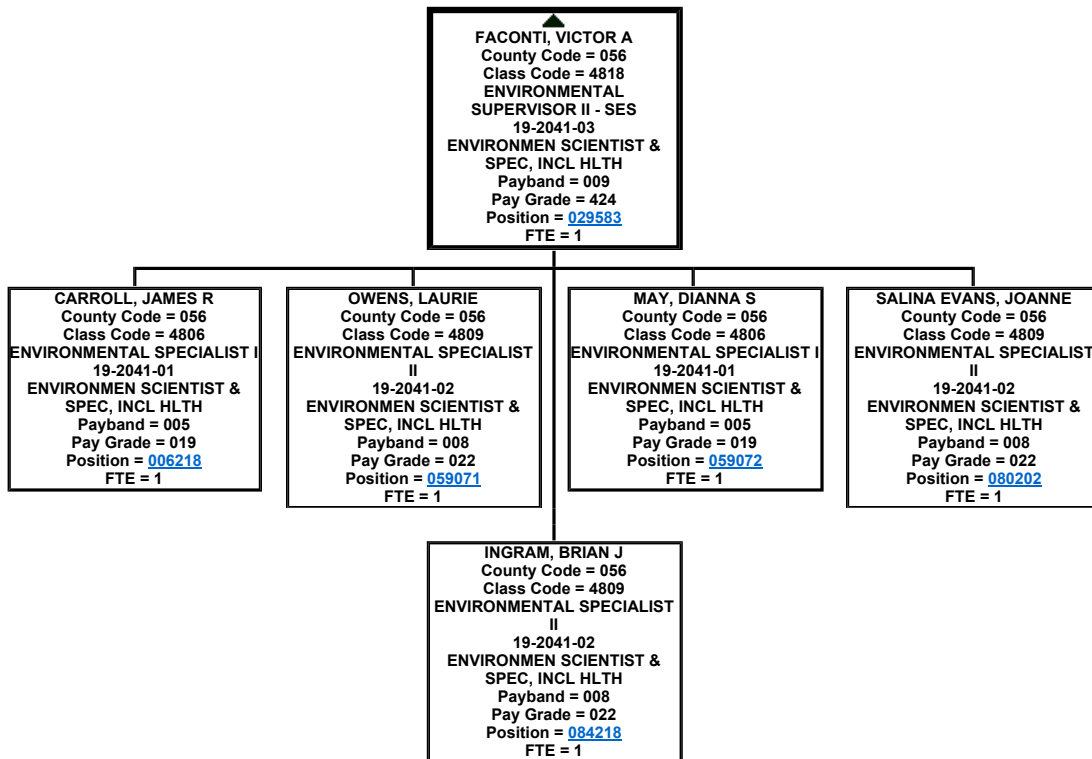 FACONTI, VICTOR A
County Code = 056
Class Code = 4818
ENVIRONMENTAL
SUPERVISOR II - SES
19-2041-03
ENVIRONMEN SCIENTIST &
SPEC, INCL HLTH
Payband = 009
Pay Grade = 424
Position = 029583
FTE = 1
CARROLL, JAMES R
County Code = 056
Class Code = 4806
ENVIRONMENTAL SPECIALIST I
19-2041-01
ENVIRONMEN SCIENTIST &
SPEC, INCL HLTH
Payband = 005
Pay Grade = 019
Position = 006218
FTE = 1
OWENS, LAURIE
County Code = 056
Class Code = 4809
ENVIRONMENTAL SPECIALIST
II
19-2041-02
ENVIRONMEN SCIENTIST &
SPEC, INCL HLTH
Payband = 008
Pay Grade = 022
Position = 059071
FTE = 1
MAY, DIANNA S
County Code = 056
Class Code = 4806
ENVIRONMENTAL SPECIALIST I
19-2041-01
ENVIRONMEN SCIENTIST &
SPEC, INCL HLTH
Payband = 005
Pay Grade = 019
Position = 059072
FTE = 1
SALINA EVANS, JOANNE
County Code = 056
Class Code = 4809
ENVIRONMENTAL SPECIALIST
II
19-2041-02
ENVIRONMEN SCIENTIST &
SPEC, INCL HLTH
Payband = 008
Pay Grade = 022
Position = 080202
FTE = 1
INGRAM, BRIAN J
County Code = 056
Class Code = 4809
ENVIRONMENTAL SPECIALIST
II
19-2041-02
ENVIRONMEN SCIENTIST &
SPEC, INCL HLTH
Payband = 008
Pay Grade = 022
Position = 084218
FTE = 1